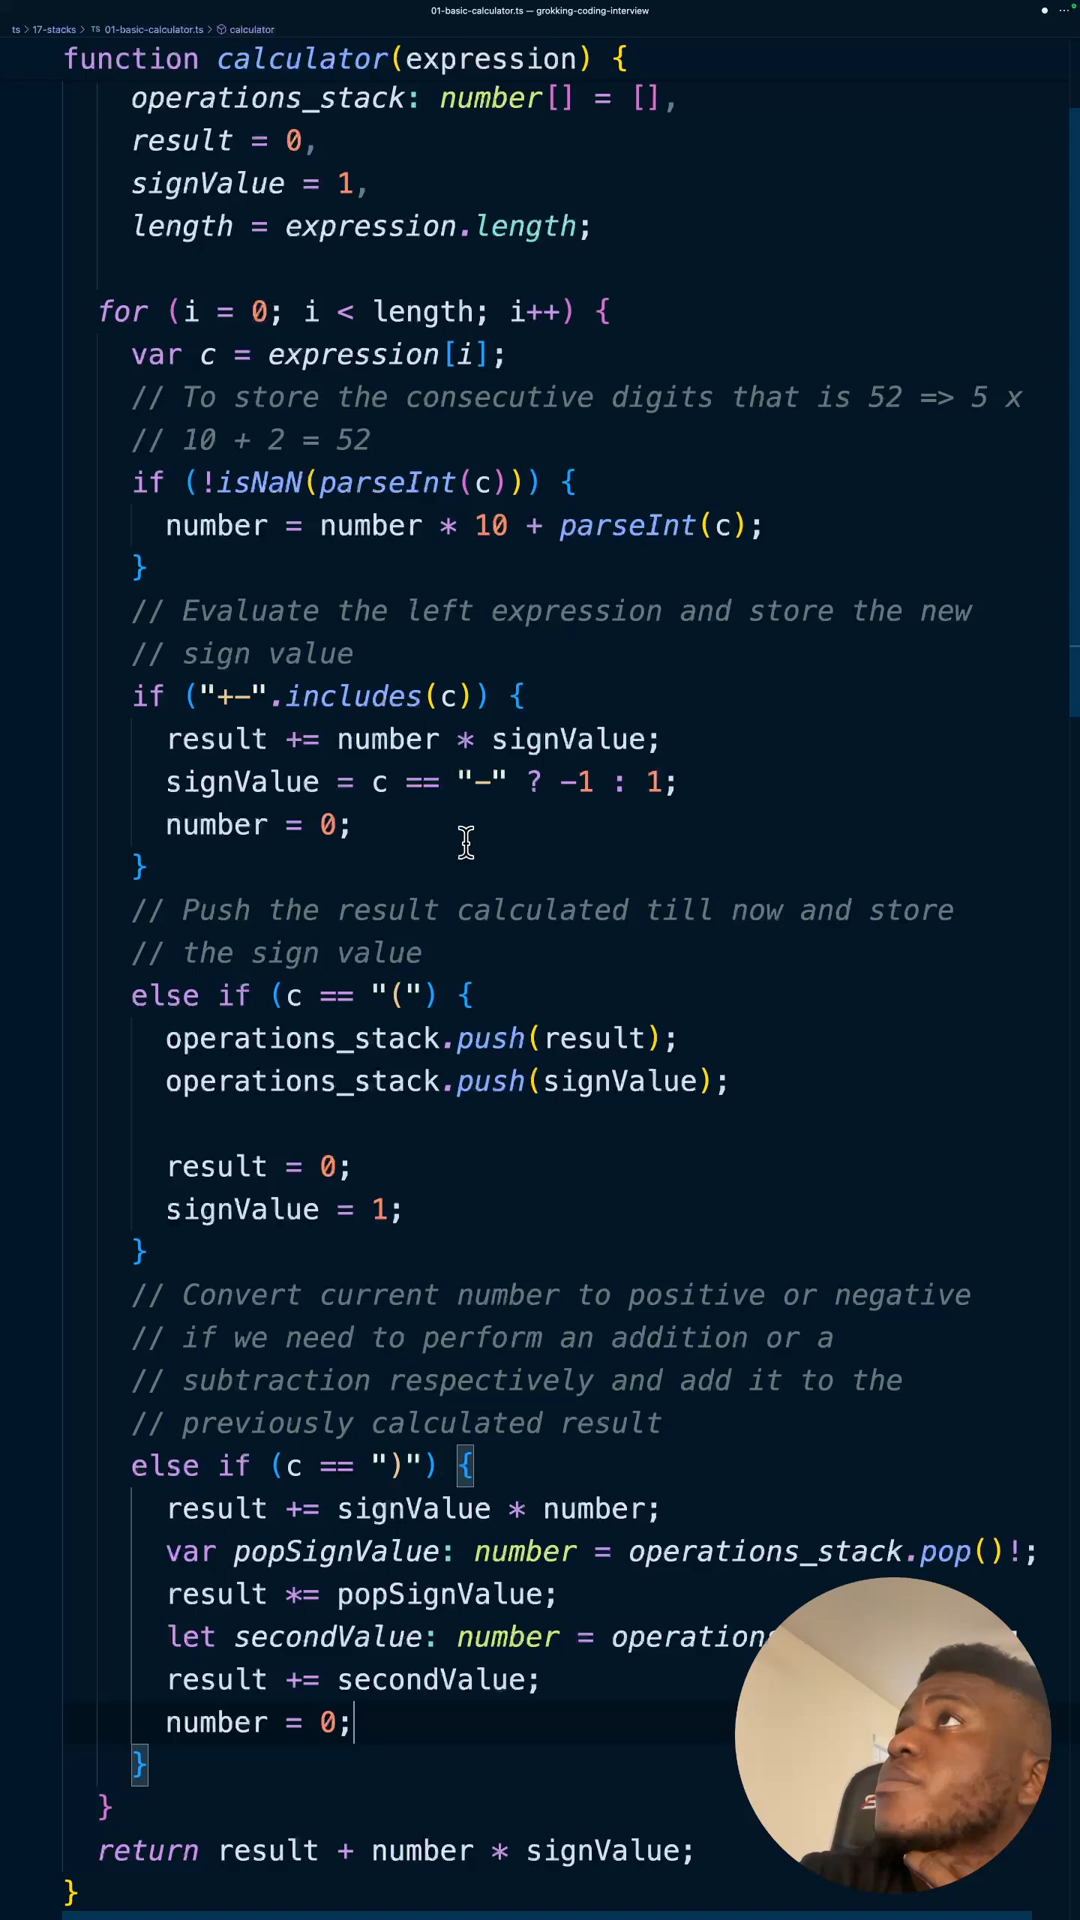 01-basic-calculator.ts — grokking-coding-interview
ts > 17-stacks > TS 01-basic-calculator.ts > calculator
function calculator(expression) {
operations_stack: number[] = [],
result = 0,
signValue = 1,
length = expression.length;
for (i = 0; i < length; i++) {
var c = expression[i];
// To store the consecutive digits that is 52 => 5 x
// 10 + 2 = 52
if (!isNaN(parseInt(c))) {
number = number * 10 + parseInt(c);
}
// Evaluate the left expression and store the new
// sign value
if ("+-".includes(c)) {
result += number * signValue;
signValue = c == "-" ? -1 : 1;
number = 0;
}
// Push the result calculated till now and store
// the sign value
else if (c == "(") {
operations_stack.push(result);
operations_stack.push(signValue);
result = 0;
signValue = 1;
}
// Convert current number to positive or negative
// if we need to perform an addition or a
// subtraction respectively and add it to the
// previously calculated result
else if (c == ")") {
result += signValue * number;
var popSignValue: number = operations_stack.pop()!;
result *= popSignValue;
let secondValue: number = operations
result += secondValue;
number = 0;
}
}
return result + number * signValue;
}